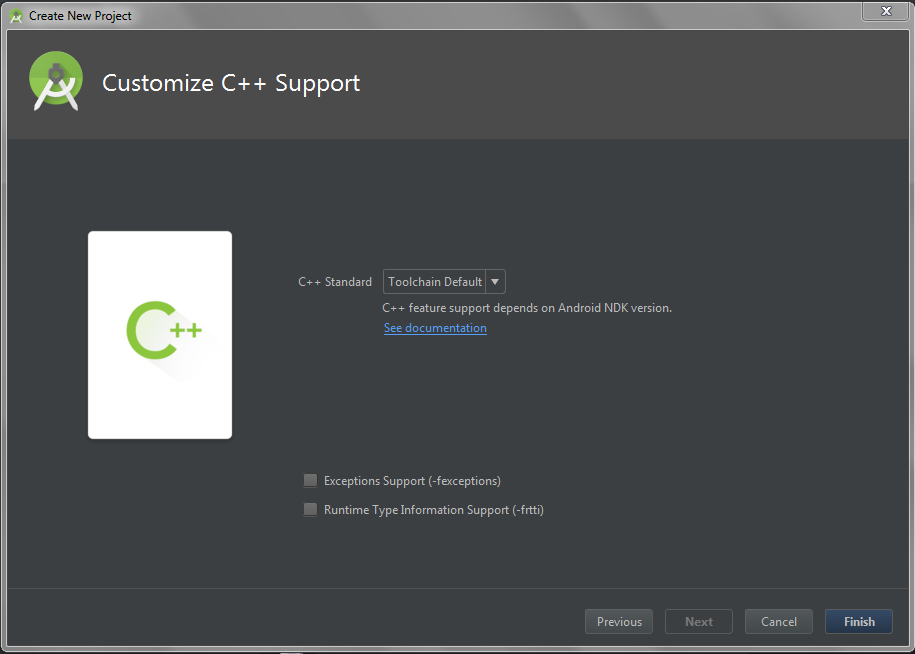 Create New Project
Customize C++ Support
C++
C++ Standard Toolchain Default
C++ feature support depends on Android NDK version.
See documentation
Exceptions Support (-fexceptions)
Runtime Type Information Support (-frtti)
Previous Next Cancel Finish